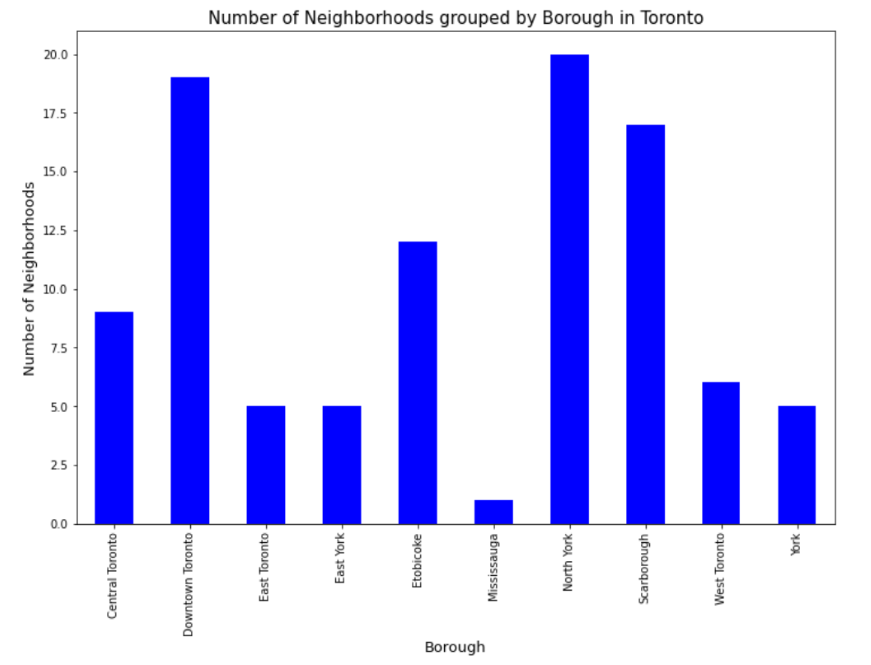 Number of Neighborhoods grouped by Borough in Toronto
Number of Neighborhoods
20.0
17.5
15.0
12.5
10.0
7.5
5.0
2.5
0.0
Central Toronto
Downtown Toronto
East Toronto
East York
Etobicoke
Mississauga
North York
Scarborough
West Toronto
York
Borough